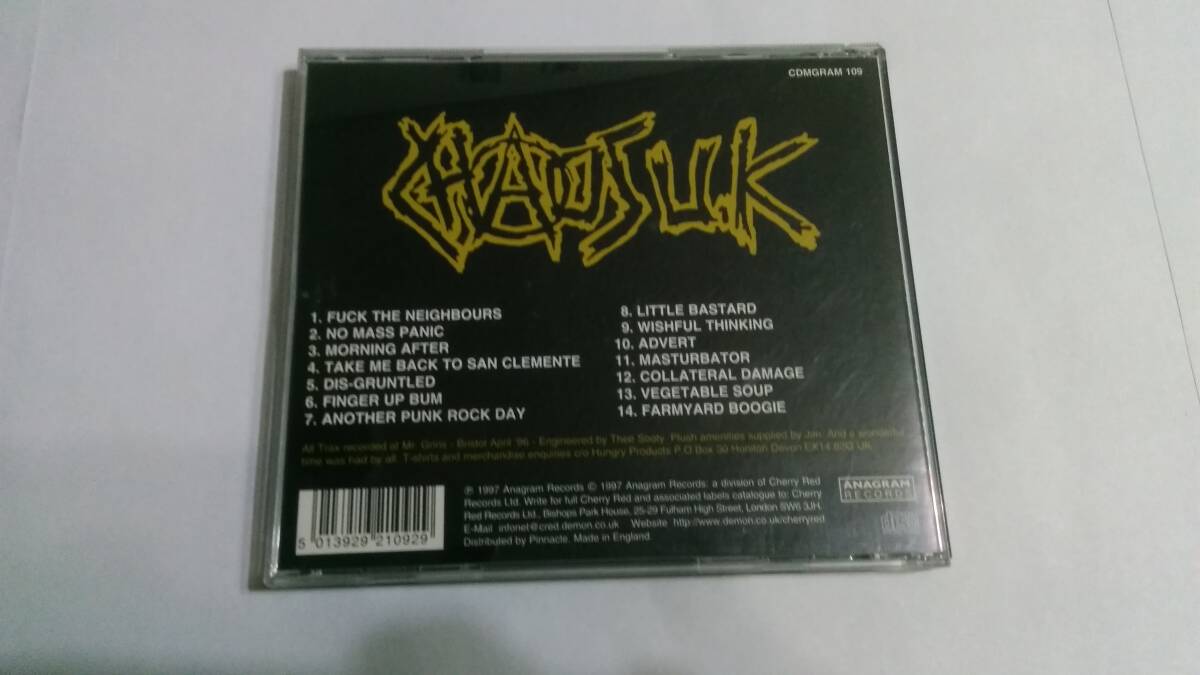 CDMGRAM 109
CHAOS U.K
1. FUCK THE NEIGHBOURS
2. NO MASS PANIC
3. MORNING AFTER
4. TAKE ME BACK TO SAN CLEMENTE
5. DIS-GRUNTLED
6. FINGER UP BUM
7. ANOTHER PUNK ROCK DAY
8. LITTLE BASTARD
9. WISHFUL THINKING
10. ADVERT
11. MASTURBATOR
12. COLLATERAL DAMAGE
13. VEGETABLE SOUP
14. FARMYARD BOOGIE
All Trax recorded at Mr. Grins - Bristol April '96 - Engineered by Thee Sooty. Plush amenities supplied by Jan. And a wonderful
time was had by all. T-shirts and merchandise enquiries c/o Hungry Products P.O Box 30 Honiton Devon UK
℗ 1997 Anagram Records © 1997 Anagram Records: a division of Cherry Red
Records Ltd. Write for full Cherry Red and associated labels catalogue to: Cherry
Red Records Ltd., Bishops Park House, 25-29 Fulham High Street, London SW6 3JH.
E-Mail infonet@cred.demon.co.uk Website http://www.demon.co.uk/cherryred
Distributed by Pinnacle. Made in England.
ANAGRAM
RECORDS
5 013929 210929